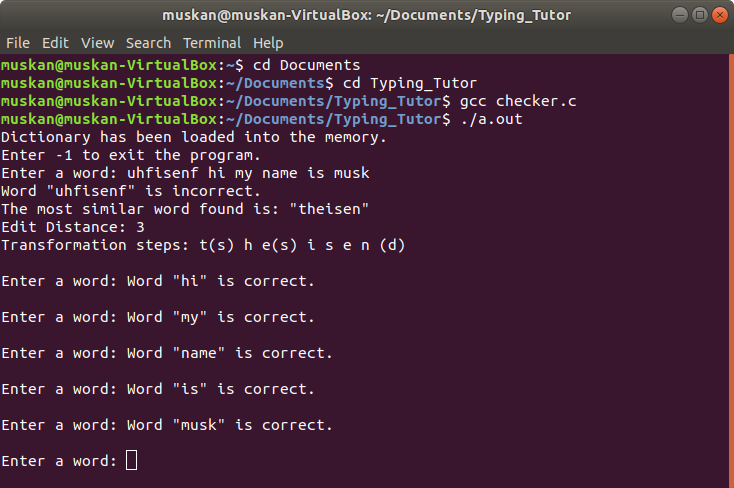 muskan@muskan-VirtualBox: ~/Documents/Typing_Tutor
File Edit View Search Terminal Help
muskan@muskan-VirtualBox:~$ cd Documents
muskan@muskan-VirtualBox:~/Documents$ cd Typing_Tutor
muskan@muskan-VirtualBox:~/Documents/Typing_Tutor$ gcc checker.c
muskan@muskan-VirtualBox:~/Documents/Typing_Tutor$ ./a.out
Dictionary has been loaded into the memory.
Enter -1 to exit the program.
Enter a word: uhfisenf hi my name is musk
Word "uhfisenf" is incorrect.
The most similar word found is: "theisen"
Edit Distance: 3
Transformation steps: t(s) h e(s) i s e n (d)
Enter a word: Word "hi" is correct.
Enter a word: Word "my" is correct.
Enter a word: Word "name" is correct.
Enter a word: Word "is" is correct.
Enter a word: Word "musk" is correct.
Enter a word: